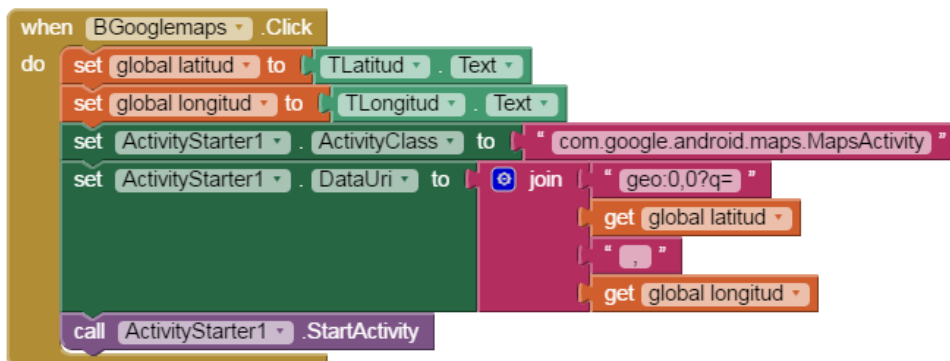 when BGooglemaps .Click
do set global latitud to TLatitud . Text
set global longitud to TLongitud . Text
set ActivityStarter1 . ActivityClass to " com.google.android.maps.MapsActivity "
set ActivityStarter1 . DataUri to join " geo:0,0?q= "
get global latitud
" , "
get global longitud
call ActivityStarter1 .StartActivity